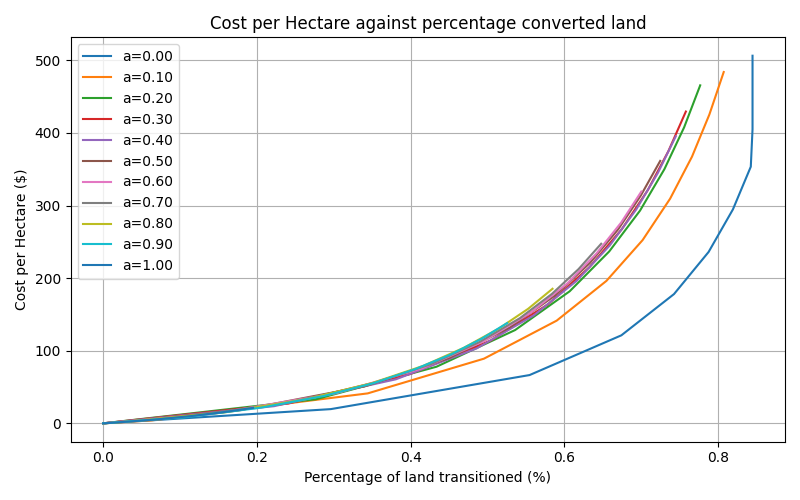 Cost per Hectare against percentage converted land
Cost per Hectare ($)
500
400
300
200
100
0
a=0.00
a=0.10
a=0.20
a=0.30
a=0.40
a=0.50
a=0.60
a=0.70
a=0.80
a=0.90
a=1.00
0.0 0.2 0.4 0.6 0.8
Percentage of land transitioned (%)